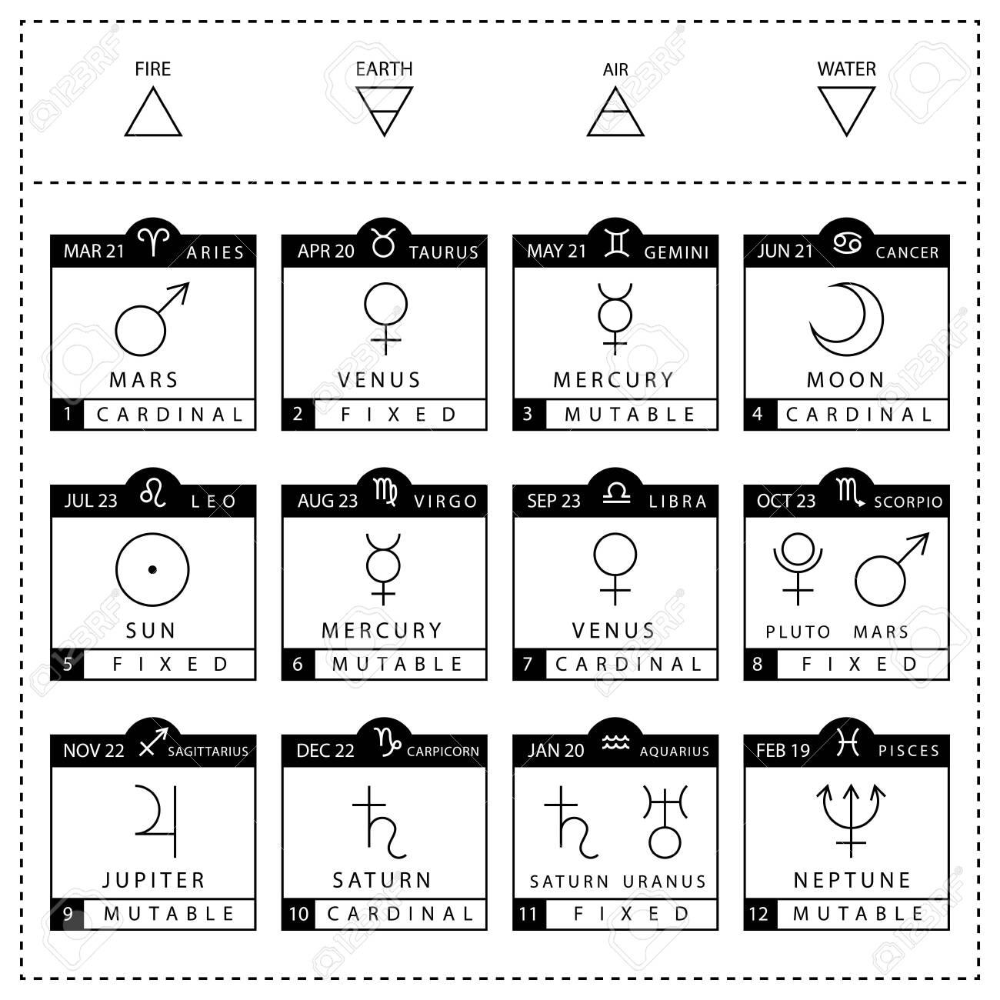 FIRE EARTH AIR WATER
MAR 21 ARIES
MARS
1 CARDINAL
APR 20 TAURUS
VENUS
2 FIXED
MAY 21 GEMINI
MERCURY
3 MUTABLE
JUN 21 CANCER
MOON
4 CARDINAL
JUL 23 LEO
SUN
5 FIXED
AUG 23 VIRGO
MERCURY
6 MUTABLE
SEP 23 LIBRA
VENUS
7 CARDINAL
OCT 23 SCORPIO
PLUTO MARS
8 FIXED
NOV 22 SAGITTARIUS
JUPITER
9 MUTABLE
DEC 22 CARPICORN
SATURN
10 CARDINAL
JAN 20 AQUARIUS
SATURN URANUS
11 FIXED
FEB 19 PISCES
NEPTUNE
12 MUTABLE
123RF